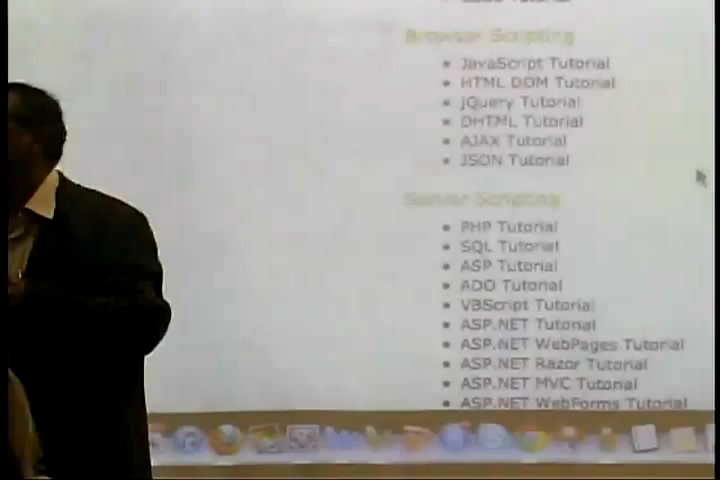 Browser Scripting
JavaScript Tutorial
HTML DOM Tutorial
jQuery Tutorial
DHTML Tutorial
AJAX Tutorial
JSON Tutorial
Server Scripting
PHP Tutorial
SQL Tutorial
ASP Tutorial
ADO Tutorial
VBScript Tutorial
ASP.NET Tutorial
ASP.NET WebPages Tutorial
ASP.NET Razor Tutorial
ASP.NET MVC Tutorial
ASP.NET WebForms Tutorial